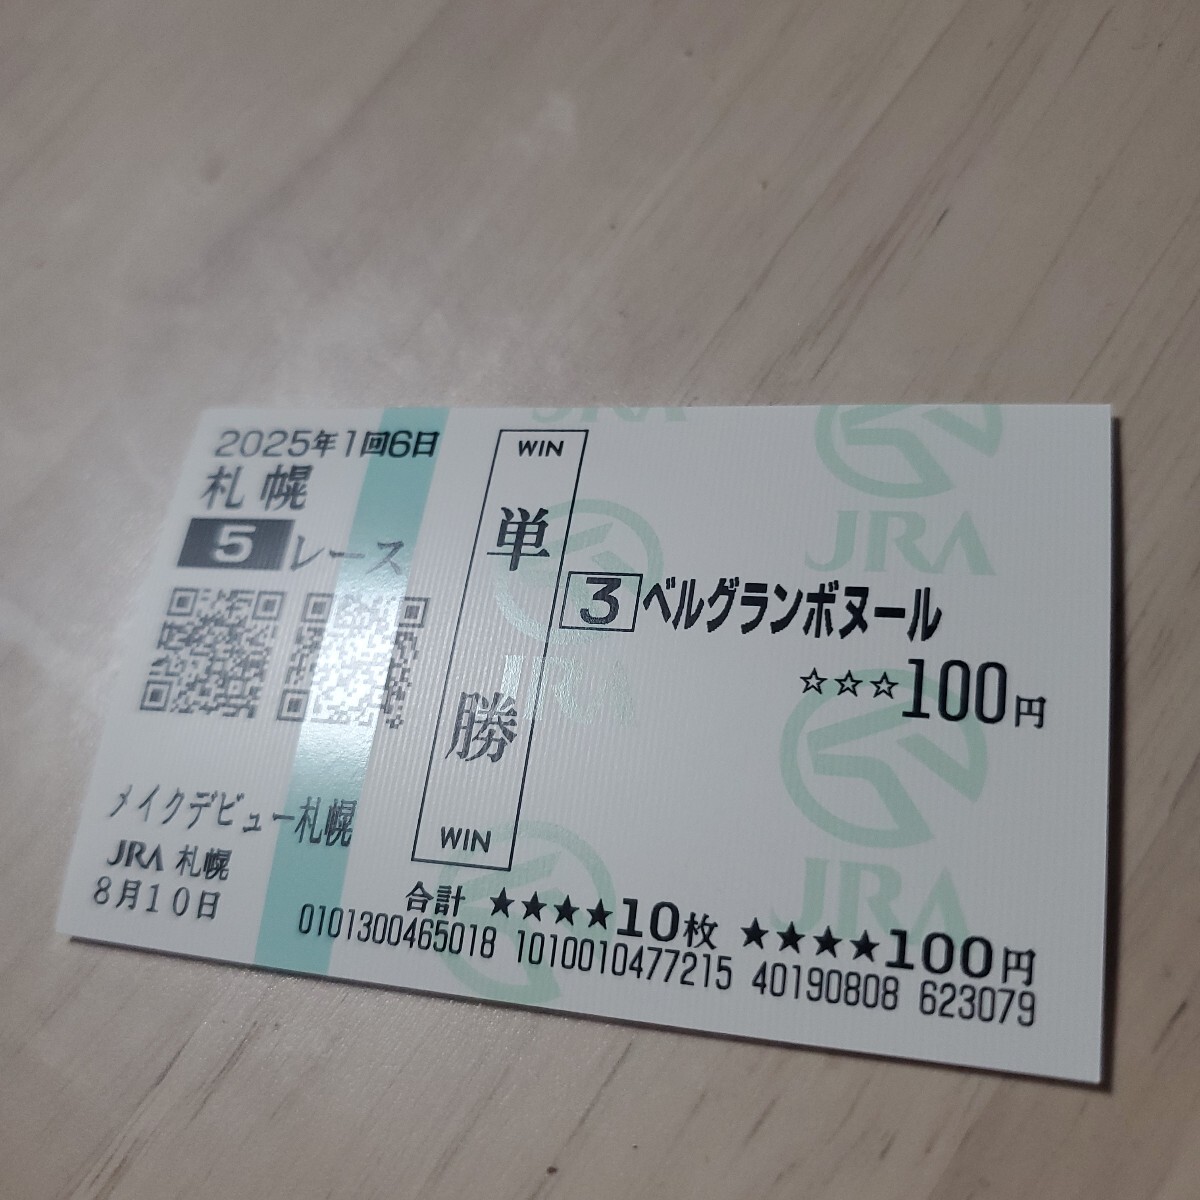 2025年1回6日
札幌
5レース
メイクデビュー札幌
JRA 札幌
8月10日
WIN
単
勝
WIN
3 ベルグランボヌール
☆☆☆100円
合計 ★★★★10枚 ★★★★100円
0101300465018 1010010477215 40190808 623079
JRA
JRA
JRA
JRA